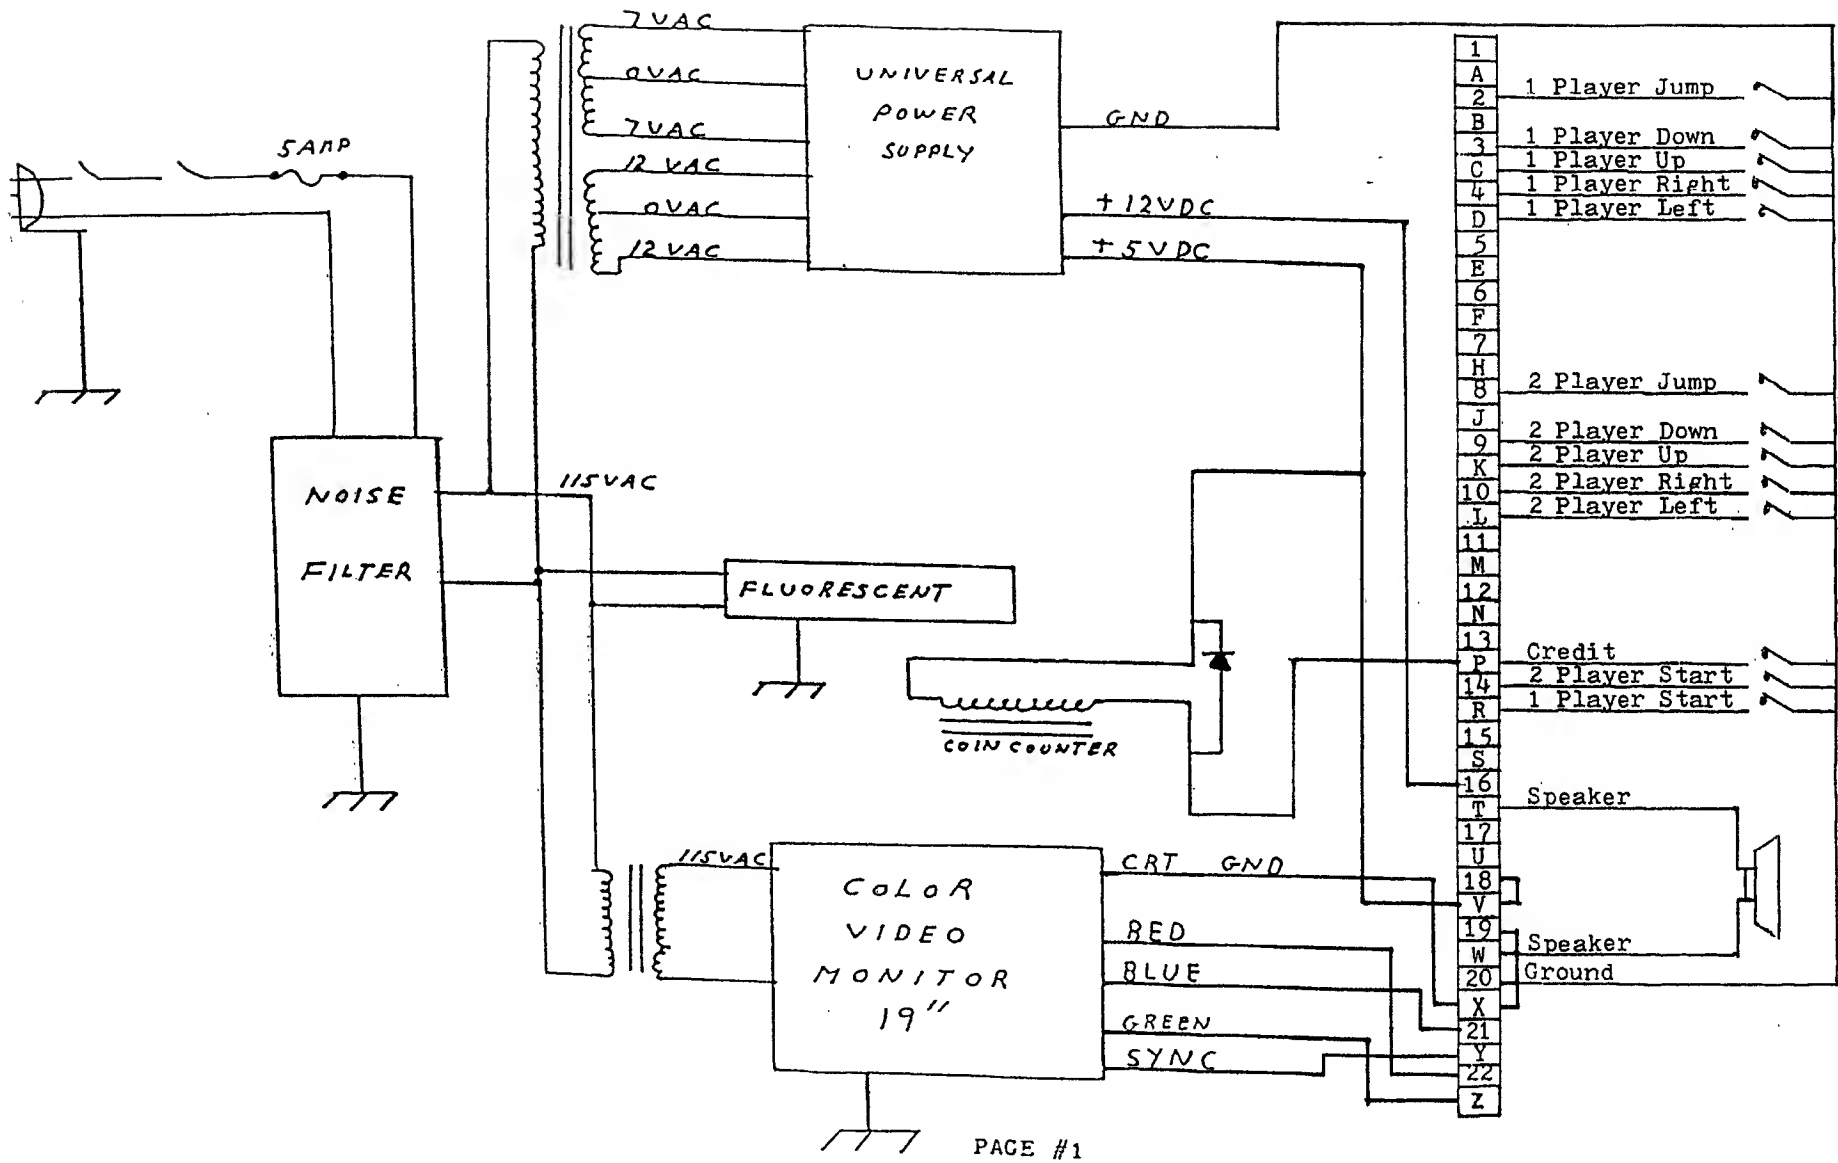 7VAC
0VAC
7VAC
12 VAC
0VAC
12 VAC
UNIVERSAL
POWER
SUPPLY
GND
+12VDC
+5VDC
5AMP
NOISE
FILTER
115VAC
FLUORESCENT
COIN COUNTER
115VAC
COLOR
VIDEO
MONITOR
19"
CRT GND
RED
BLUE
GREEN
SYNC
1
A
2 1 Player Jump
B
3 1 Player Down
C 1 Player Up
4 1 Player Right
D 1 Player Left
5
E
6
F
7
H
8 2 Player Jump
J
9 2 Player Down
K 2 Player Up
10 2 Player Right
L 2 Player Left
11
M
12
N
13
P Credit
14 2 Player Start
R 1 Player Start
15
S
16
T Speaker
17
U
18
V
19
W Speaker
20 Ground
X
21
Y
22
Z
PAGE #1